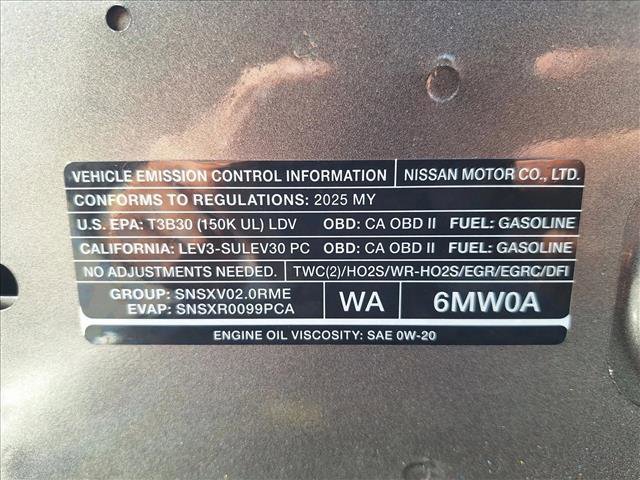 VEHICLE EMISSION CONTROL INFORMATION NISSAN MOTOR CO., LTD.
CONFORMS TO REGULATIONS: 2025 MY
U.S. EPA: T3B30 (150K UL) LDV OBD: CA OBD II FUEL: GASOLINE
CALIFORNIA: LEV3-SULEV30 PC OBD: CA OBD II FUEL: GASOLINE
NO ADJUSTMENTS NEEDED. TWC(2)/HO2S/WR-HO2S/EGR/EGRC/DFI
GROUP: SNSXV02.0RME
EVAP: SNSXR0099PCA
WA 6MW0A
ENGINE OIL VISCOSITY: SAE 0W-20